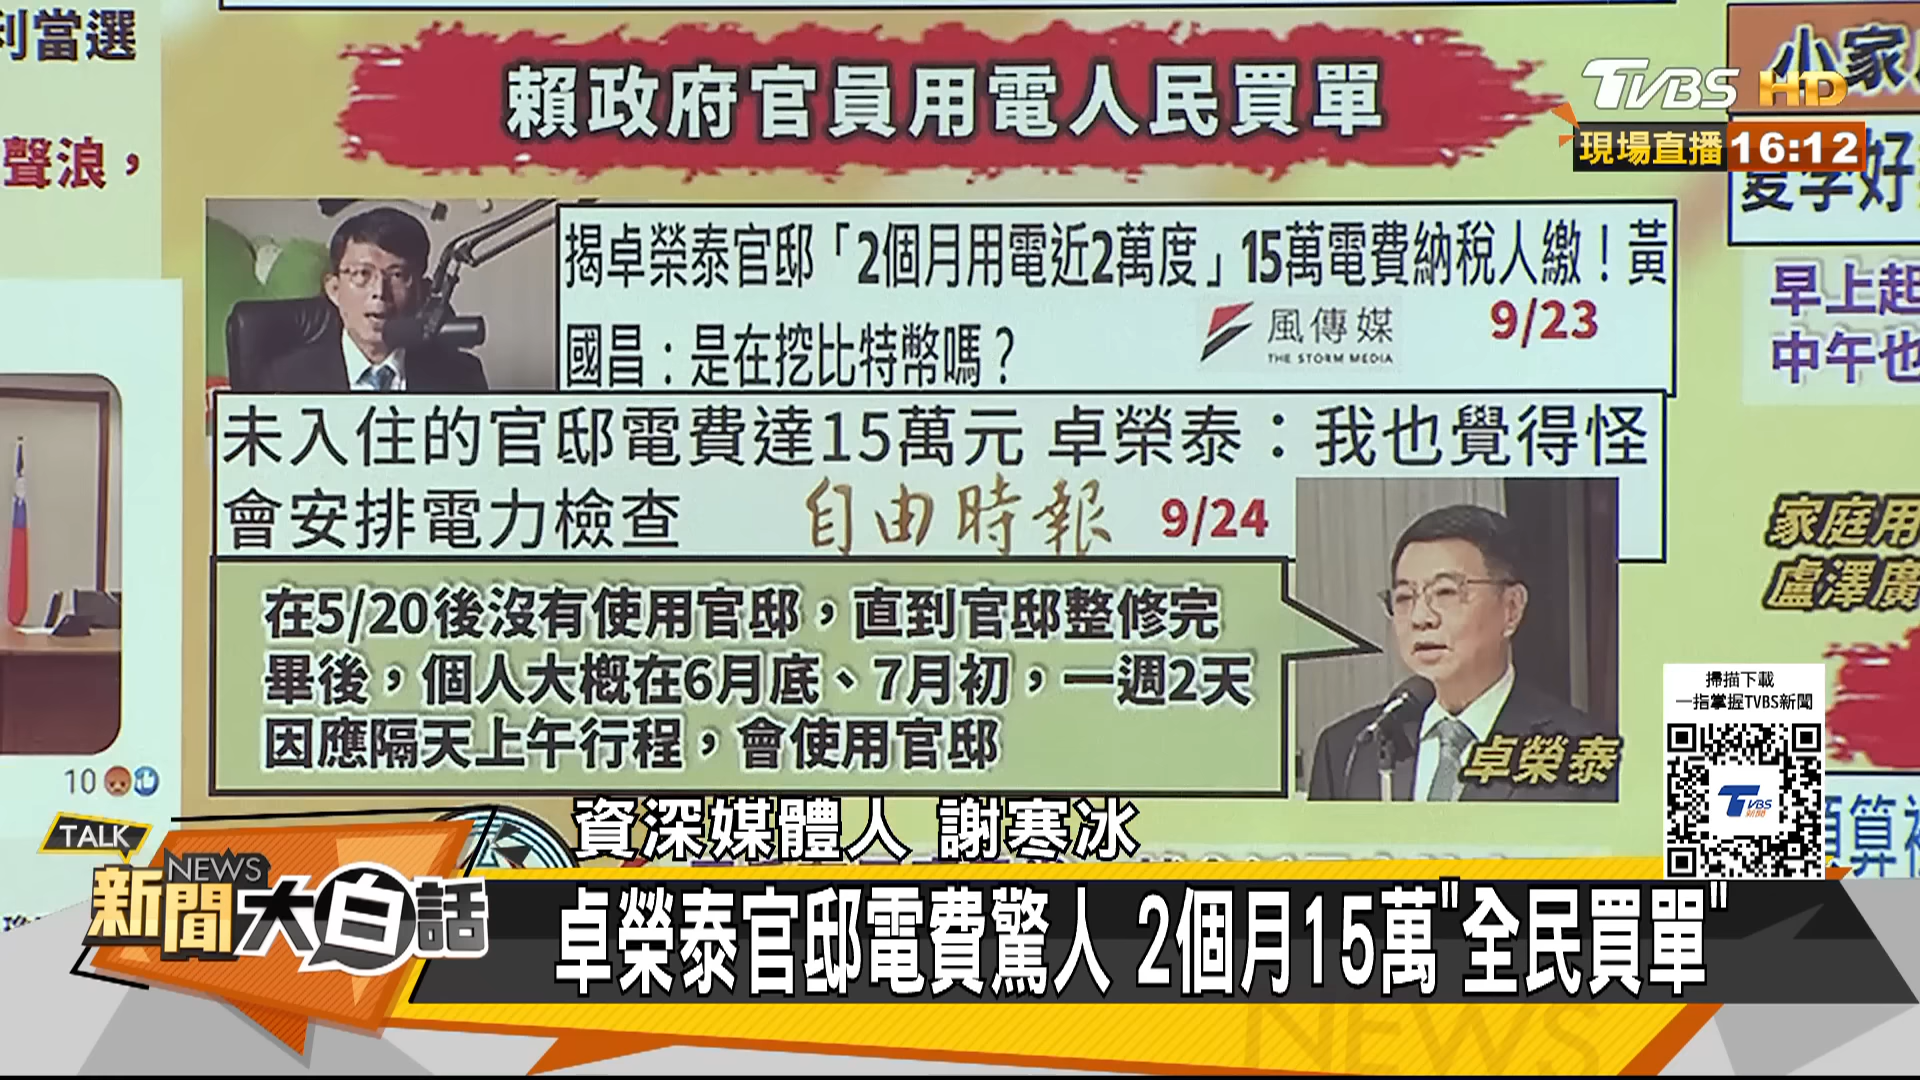 利當選
聲浪，
10
賴政府官員用電人民買單
TVBS HD
現場直播 16:12
揭卓榮泰官邸「2個月用電近2萬度」15萬電費納稅人繳！黃
國昌：是在挖比特幣嗎？
風傳媒
THE STORM MEDIA
9/23
未入住的官邸電費達15萬元 卓榮泰：我也覺得怪
會安排電力檢查
自由時報
9/24
在5/20後沒有使用官邸，直到官邸整修完
畢後，個人大概在6月底、7月初，一週2天
因應隔天上午行程，會使用官邸
卓榮泰
小家
夏季好
早上起
中午也
家庭用
盧澤廣
掃描下載
一指掌握TVBS新聞
TVBS
新聞
預算被
資深媒體人 謝寒冰
TALK
NEWS
新聞大白話
卓榮泰官邸電費驚人 2個月15萬"全民買單"
NEWS